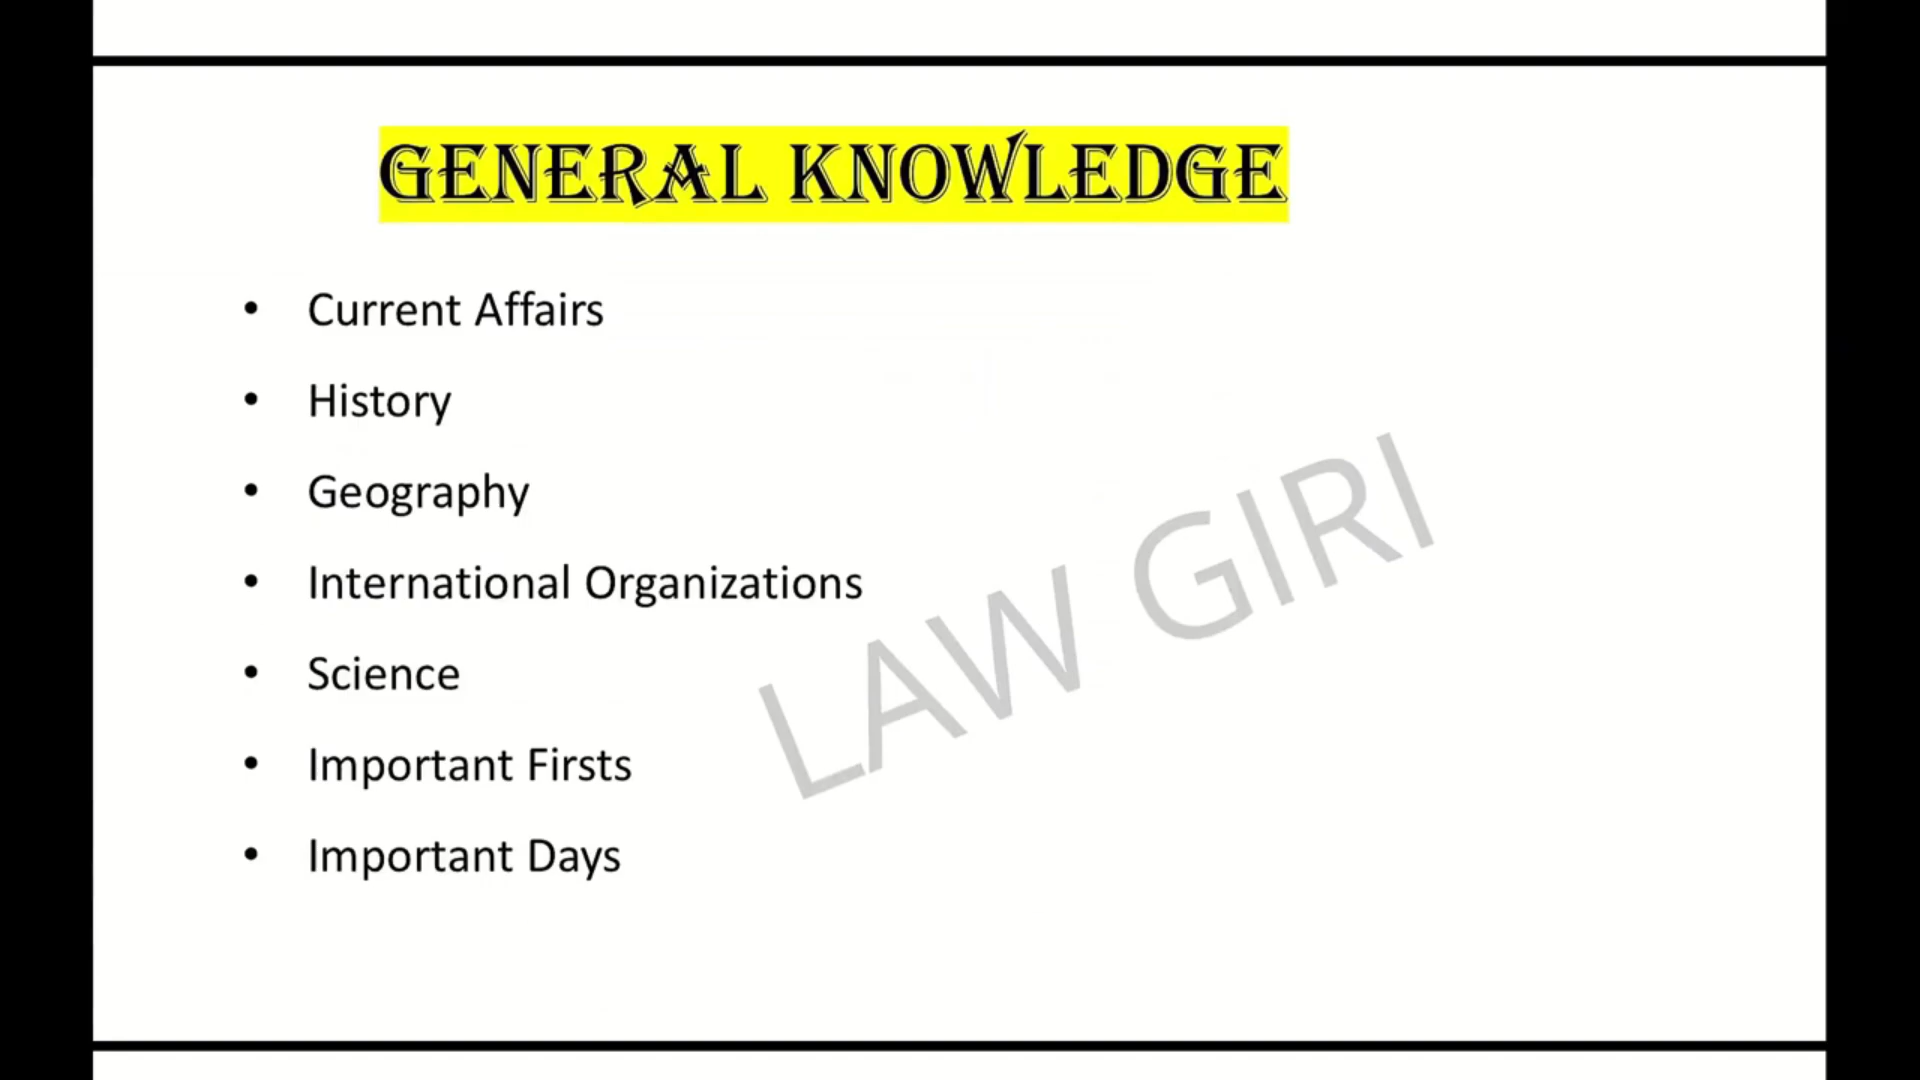 GENERAL KNOWLEDGE
• Current Affairs
• History
• Geography
• International Organizations
• Science
• Important Firsts
• Important Days
LAW GIRI